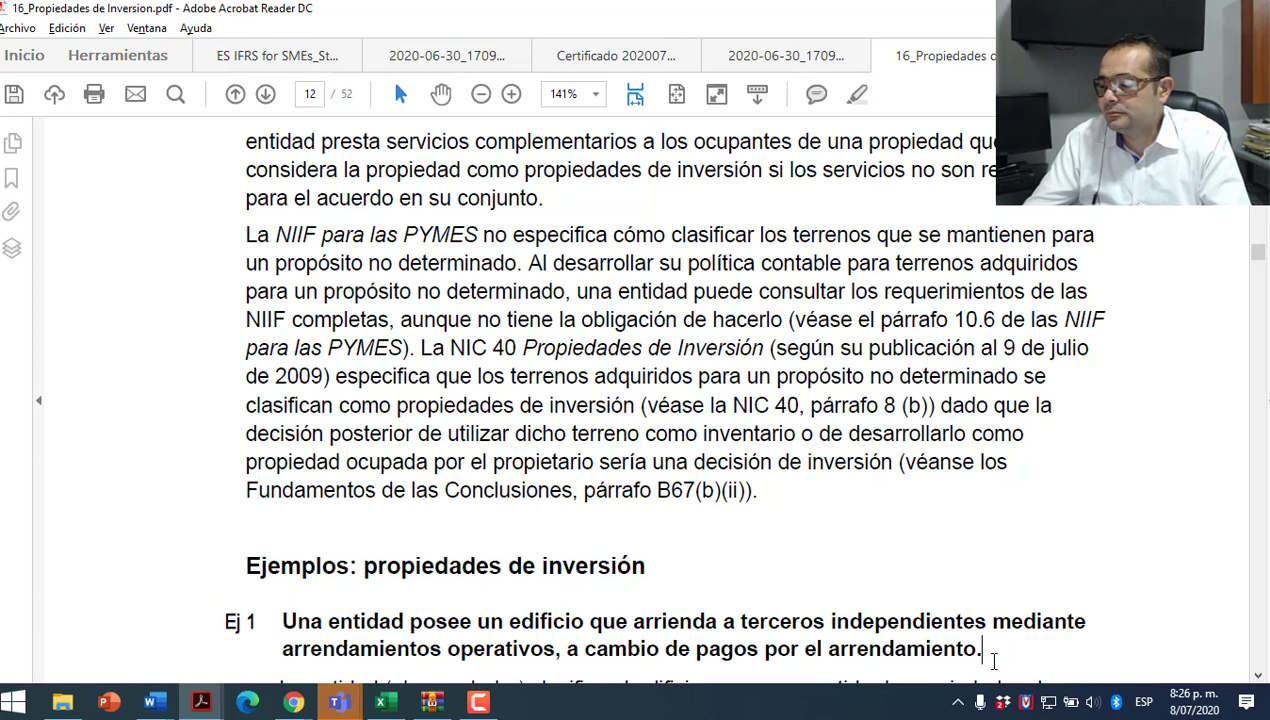 16_Propiedades de Inversion.pdf - Adobe Acrobat Reader DC
Archivo Edición Ver Ventana Ayuda
Inicio Herramientas ES IFRS for SMEs_St... 2020-06-30_1709... Certificado 202007... 2020-06-30_1709... 16_Propiedades
12 / 52 141%
entidad presta servicios complementarios a los ocupantes de una propiedad
considera la propiedad como propiedades de inversión si los servicios no son
para el acuerdo en su conjunto.
La NIIF para las PYMES no especifica cómo clasificar los terrenos que se mantienen para
un propósito no determinado. Al desarrollar su política contable para terrenos adquiridos
para un propósito no determinado, una entidad puede consultar los requerimientos de las
NIIF completas, aunque no tiene la obligación de hacerlo (véase el párrafo 10.6 de las NIIF
para las PYMES). La NIC 40 Propiedades de Inversión (según su publicación al 9 de julio
de 2009) especifica que los terrenos adquiridos para un propósito no determinado se
clasifican como propiedades de inversión (véase la NIC 40, párrafo 8 (b)) dado que la
decisión posterior de utilizar dicho terreno como inventario o de desarrollarlo como
propiedad ocupada por el propietario sería una decisión de inversión (véanse los
Fundamentos de las Conclusiones, párrafo B67(b)(ii)).
Ejemplos: propiedades de inversión
Ej 1 Una entidad posee un edificio que arrienda a terceros independientes mediante
arrendamientos operativos, a cambio de pagos por el arrendamiento.
ESP
8:26 p. m.
8/07/2020